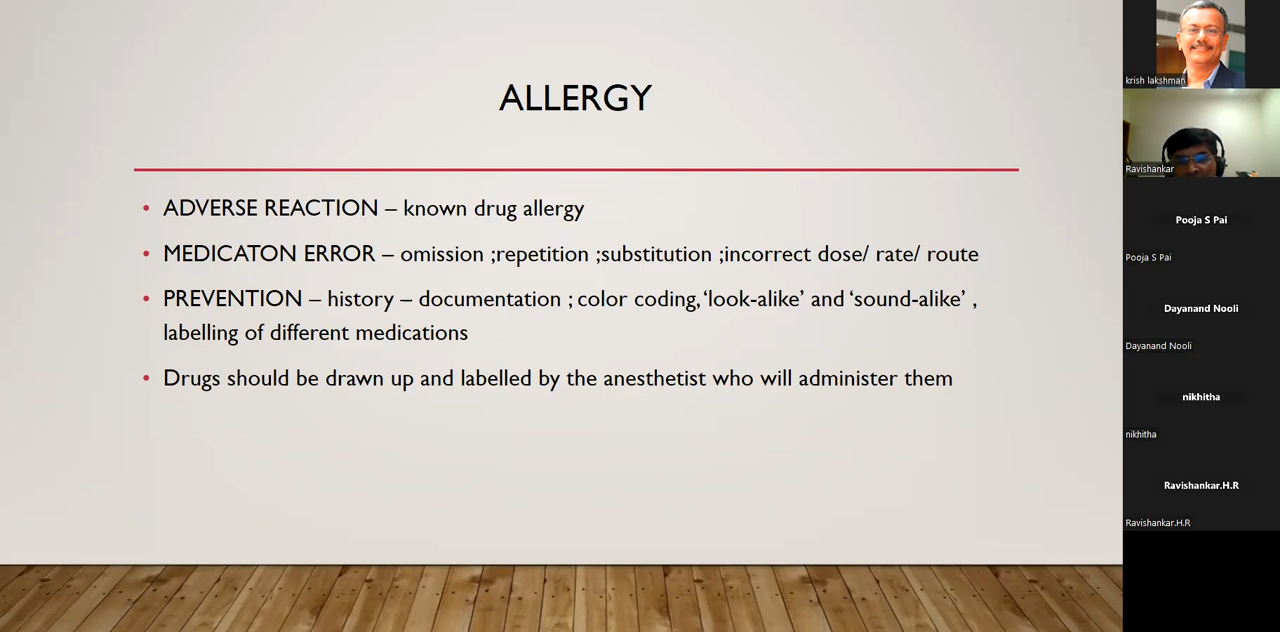 ALLERGY
• ADVERSE REACTION – known drug allergy
• MEDICATON ERROR – omission ;repetition ;substitution ;incorrect dose/ rate/ route
• PREVENTION – history – documentation ; color coding, ‘look-alike’ and ‘sound-alike’ ,
labelling of different medications
• Drugs should be drawn up and labelled by the anesthetist who will administer them
krish lakshman
Ravishankar
Pooja S Pai
Pooja S Pai
Dayanand Nooli
Dayanand Nooli
nikhitha
nikhitha
Ravishankar.H.R
Ravishankar.H.R